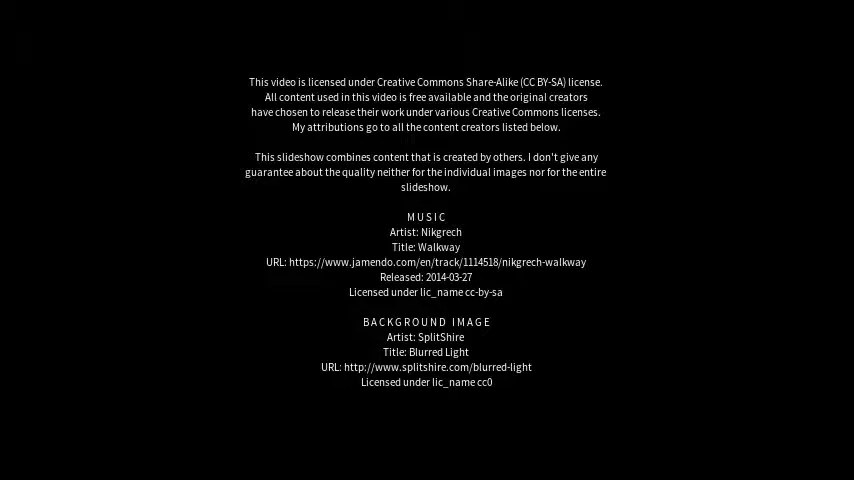 This video is licensed under Creative Commons Share-Alike (CC BY-SA) license.
All content used in this video is free available and the original creators
have chosen to release their work under various Creative Commons licenses.
My attributions go to all the content creators listed below.
This slideshow combines content that is created by others. I don't give any
guarantee about the quality neither for the individual images nor for the entire
slideshow.
MUSIC
Artist: Nikgrech
Title: Walkway
URL: https://www.jamendo.com/en/track/1114518/nikgrech-walkway
Released: 2014-03-27
Licensed under lic_name cc-by-sa
BACKGROUND IMAGE
Artist: SplitShire
Title: Blurred Light
URL: http://www.splitshire.com/blurred-light
Licensed under lic_name cc0